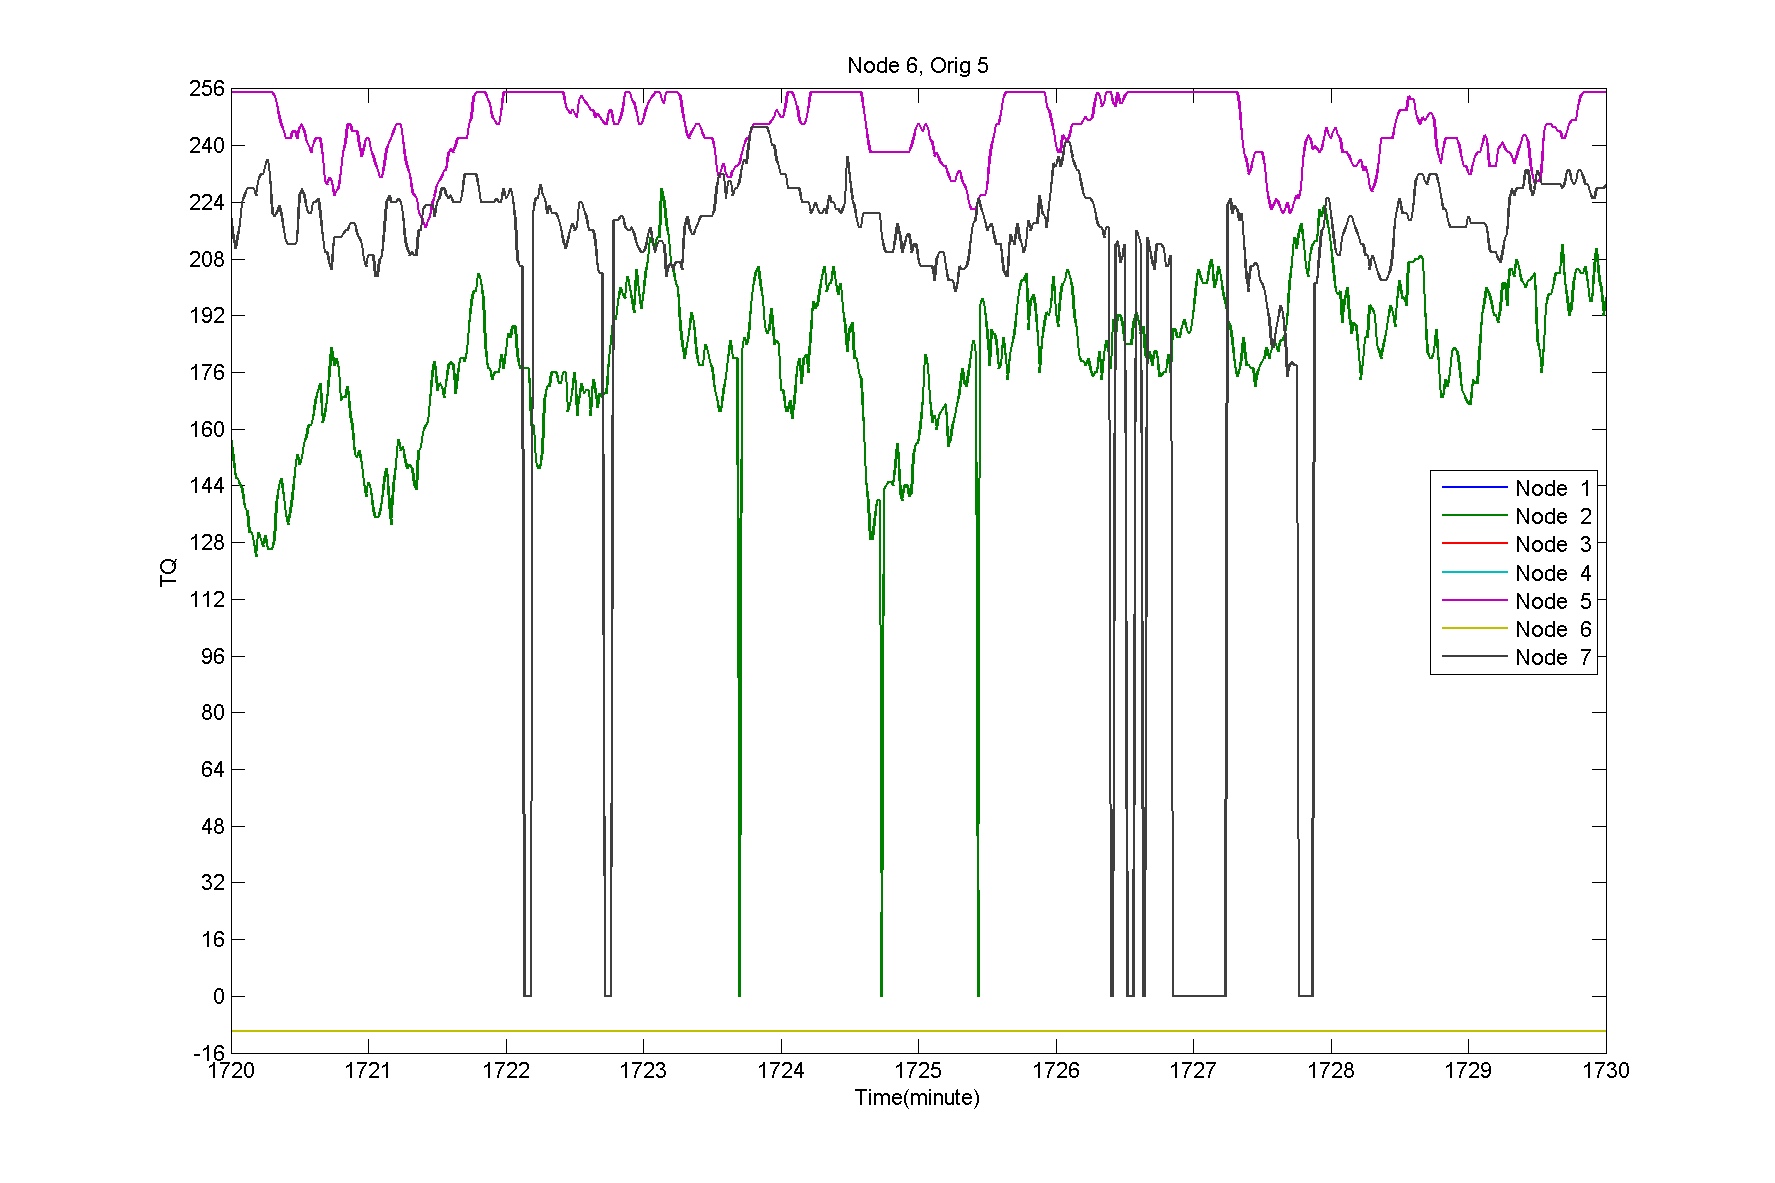 Node 6, Orig 5
256
240
224
208
192
176
160
144
128
112
96
80
64
48
32
16
0
-16
TQ
Node 1
Node 2
Node 3
Node 4
Node 5
Node 6
Node 7
1720 1721 1722 1723 1724 1725 1726 1727 1728 1729 1730
Time(minute)